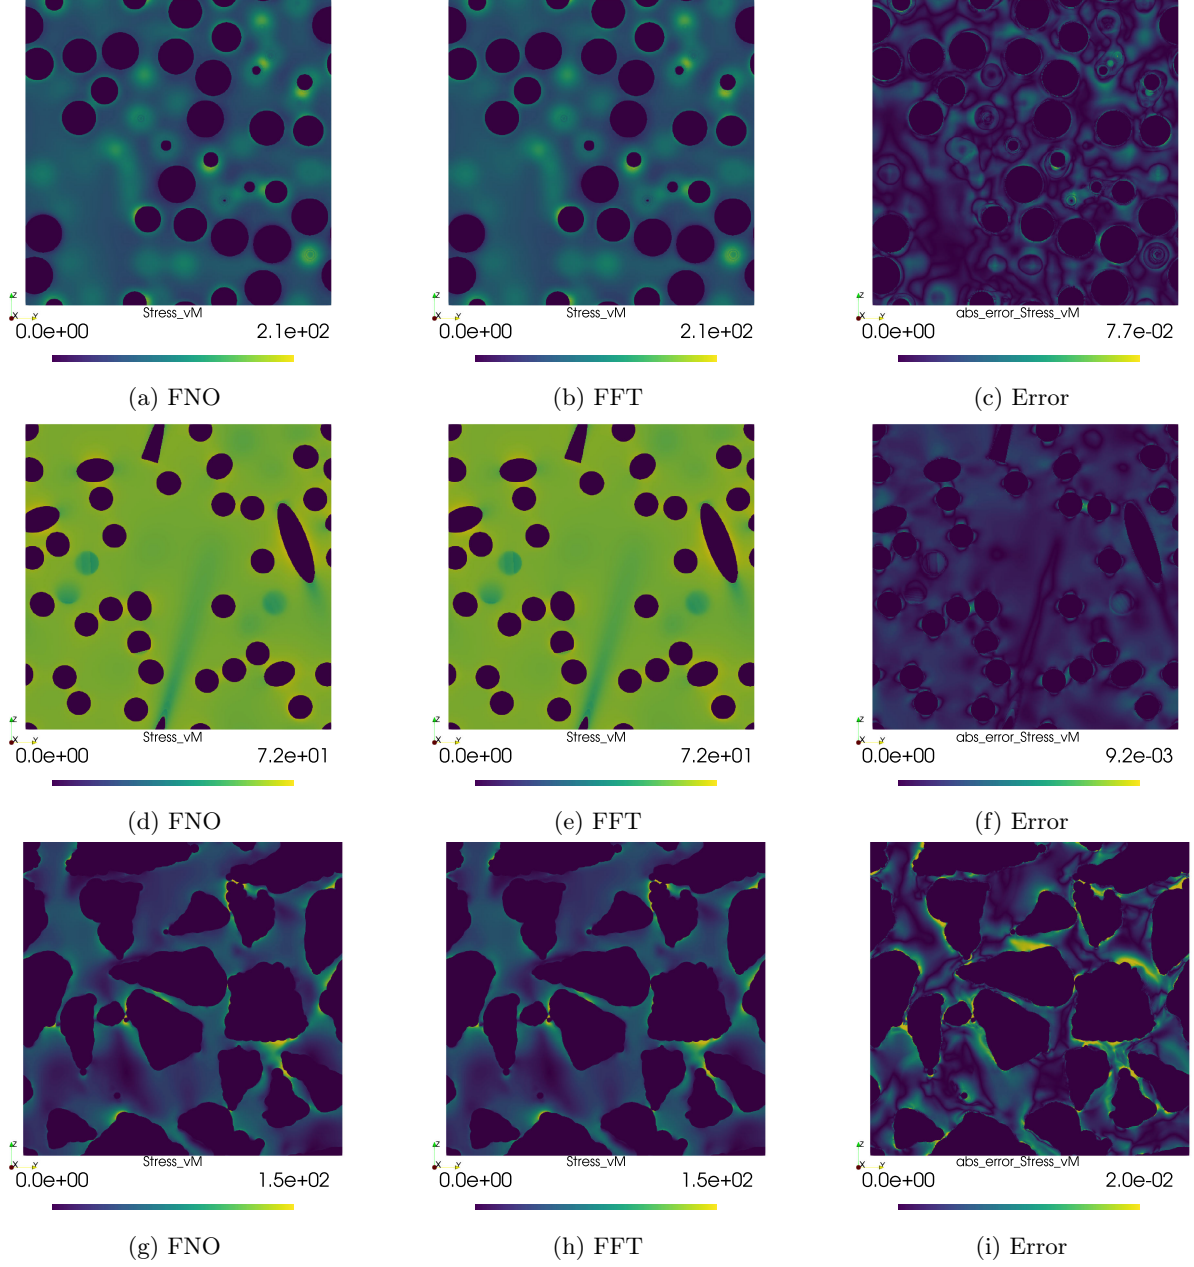 Z
X Y
Stress_vM
0.0e+00 2.1e+02
Z
X Y
Stress_vM
0.0e+00 2.1e+02
Z
X Y
abs_error_Stress_vM
0.0e+00 7.7e-02
(a) FNO
(b) FFT
(c) Error
Z
X Y
Stress_vM
0.0e+00 7.2e+01
Z
X Y
Stress_vM
0.0e+00 7.2e+01
Z
X Y
abs_error_Stress_vM
0.0e+00 9.2e-03
(d) FNO
(e) FFT
(f) Error
Z
X Y
Stress_vM
0.0e+00 1.5e+02
Z
X Y
Stress_vM
0.0e+00 1.5e+02
Z
X Y
abs_error_Stress_vM
0.0e+00 2.0e-02
(g) FNO
(h) FFT
(i) Error